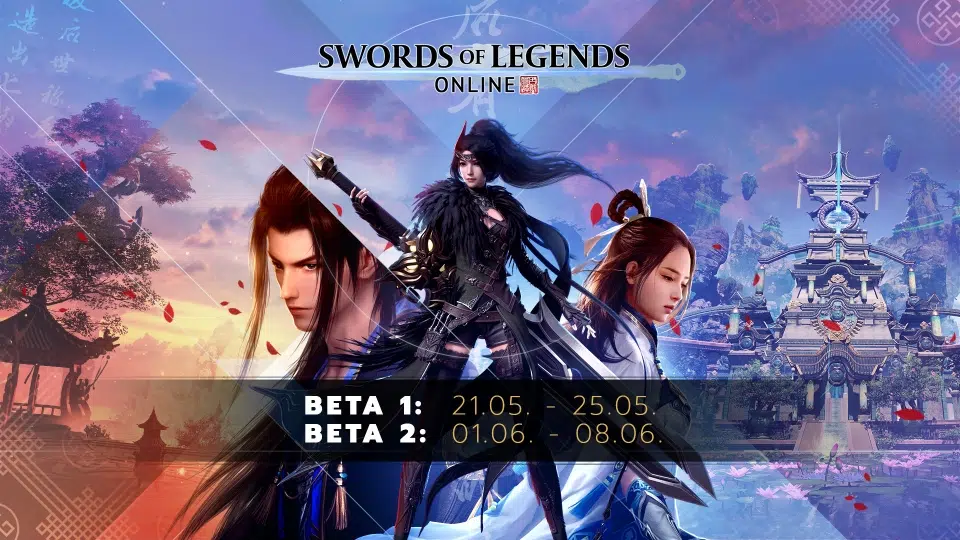 SWORDS OF LEGENDS
ONLINE
BETA 1: 21.05. - 25.05.
BETA 2: 01.06. - 08.06.